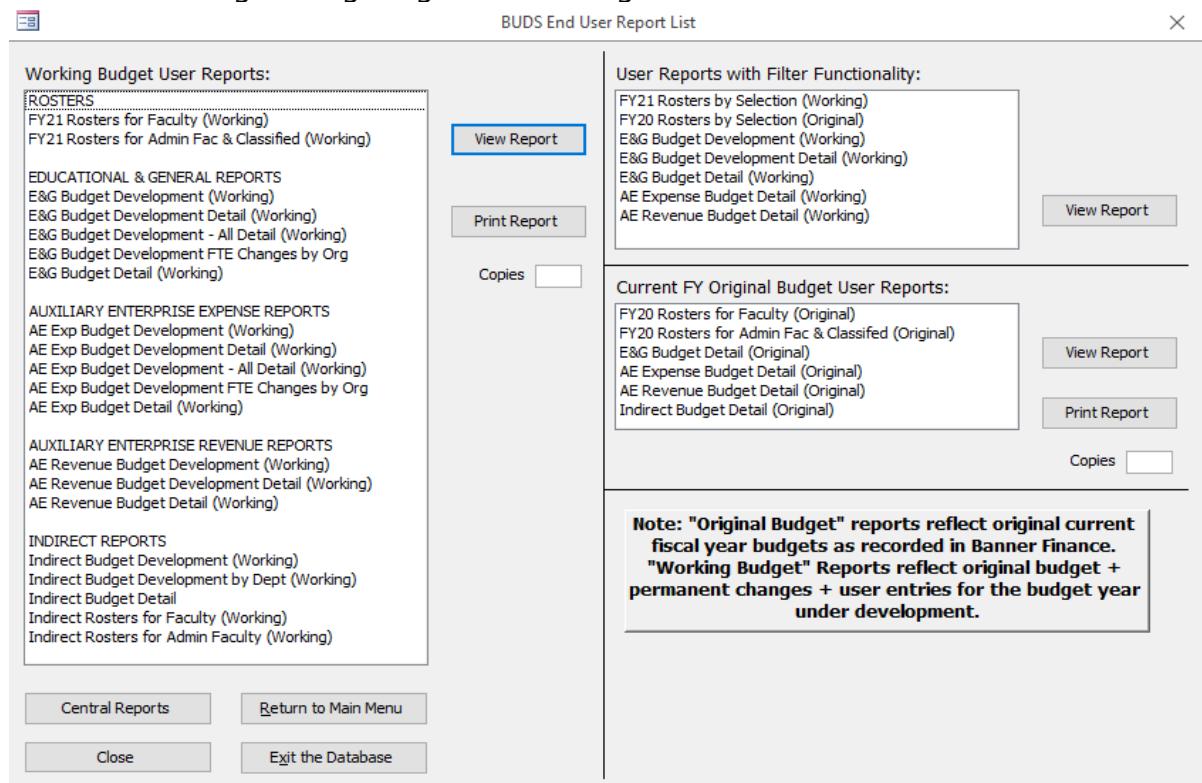 BUDS End User Report List
Working Budget User Reports:
ROSTERS
FY21 Rosters for Faculty (Working)
FY21 Rosters for Admin Fac & Classified (Working)
EDUCATIONAL & GENERAL REPORTS
E&G Budget Development (Working)
E&G Budget Development Detail (Working)
E&G Budget Development - All Detail (Working)
E&G Budget Development FTE Changes by Org
E&G Budget Detail (Working)
AUXILIARY ENTERPRISE EXPENSE REPORTS
AE Exp Budget Development (Working)
AE Exp Budget Development Detail (Working)
AE Exp Budget Development - All Detail (Working)
AE Exp Budget Development FTE Changes by Org
AE Exp Budget Detail (Working)
AUXILIARY ENTERPRISE REVENUE REPORTS
AE Revenue Budget Development (Working)
AE Revenue Budget Development Detail (Working)
AE Revenue Budget Detail (Working)
INDIRECT REPORTS
Indirect Budget Development (Working)
Indirect Budget Development by Dept (Working)
Indirect Budget Detail
Indirect Rosters for Faculty (Working)
Indirect Rosters for Admin Faculty (Working)
View Report
Print Report
Copies
Central Reports
Return to Main Menu
Close
Exit the Database
User Reports with Filter Functionality:
FY21 Rosters by Selection (Working)
FY20 Rosters by Selection (Original)
E&G Budget Development (Working)
E&G Budget Development Detail (Working)
E&G Budget Detail (Working)
AE Expense Budget Detail (Working)
AE Revenue Budget Detail (Working)
View Report
Current FY Original Budget User Reports:
FY20 Rosters for Faculty (Original)
FY20 Rosters for Admin Fac & Classifed (Original)
E&G Budget Detail (Original)
AE Expense Budget Detail (Original)
AE Revenue Budget Detail (Original)
Indirect Budget Detail (Original)
View Report
Print Report
Copies
Note: "Original Budget" reports reflect original current
fiscal year budgets as recorded in Banner Finance.
"Working Budget" Reports reflect original budget +
permanent changes + user entries for the budget year
under development.